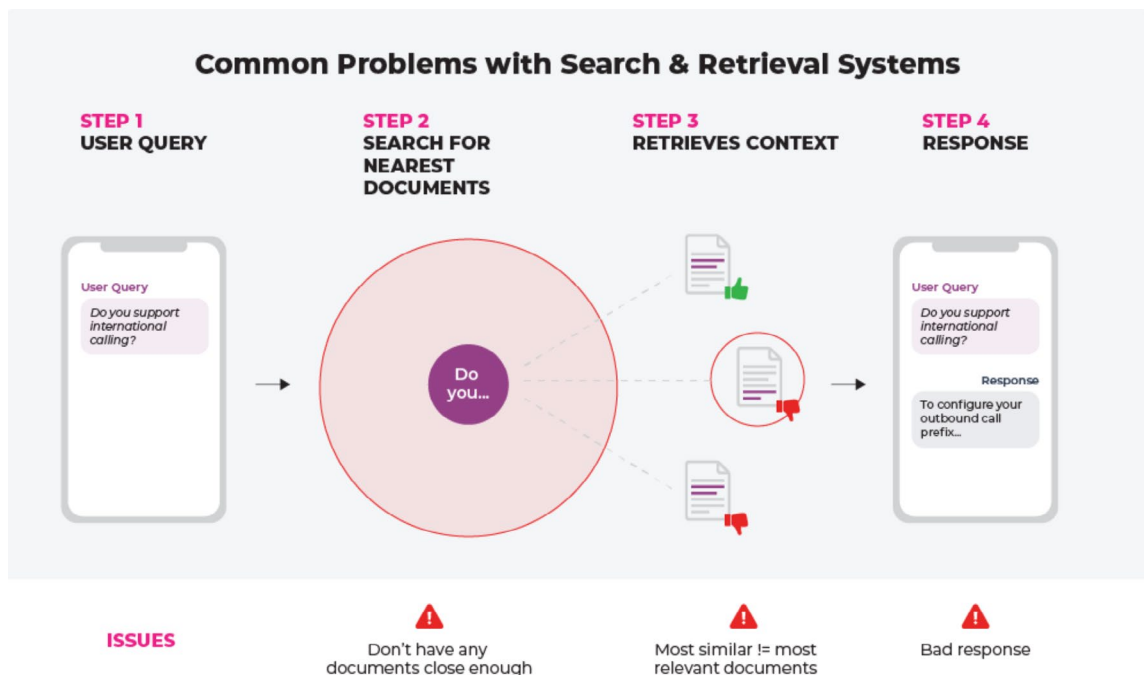 Common Problems with Search & Retrieval Systems
STEP 1
USER QUERY
STEP 2
SEARCH FOR
NEAREST
DOCUMENTS
STEP 3
RETRIEVES CONTEXT
STEP 4
RESPONSE
User Query
Do you support
international
calling?
Do
you...
User Query
Do you support
international
calling?
Response
To configure your
outbound call
prefix...
ISSUES
Don't have any
documents close enough
Most similar != most
relevant documents
Bad response